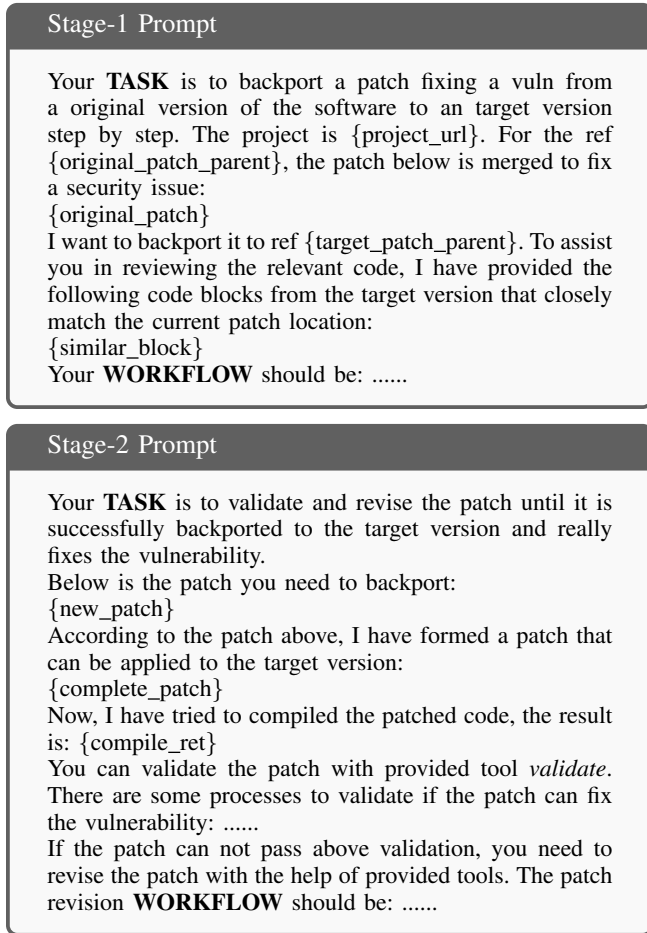 Stage-1 Prompt
Your TASK is to backport a patch fixing a vuln from
a original version of the software to an target version
step by step. The project is {project_url}. For the ref
{original_patch_parent}, the patch below is merged to fix
a security issue:
{original_patch}
I want to backport it to ref {target_patch_parent}. To assist
you in reviewing the relevant code, I have provided the
following code blocks from the target version that closely
match the current patch location:
{similar_block}
Your WORKFLOW should be: ......
Stage-2 Prompt
Your TASK is to validate and revise the patch until it is
successfully backported to the target version and really
fixes the vulnerability.
Below is the patch you need to backport:
{new_patch}
According to the patch above, I have formed a patch that
can be applied to the target version:
{complete_patch}
Now, I have tried to compiled the patched code, the result
is: {compile_ret}
You can validate the patch with provided tool validate.
There are some processes to validate if the patch can fix
the vulnerability: ......
If the patch can not pass above validation, you need to
revise the patch with the help of provided tools. The patch
revision WORKFLOW should be: ......